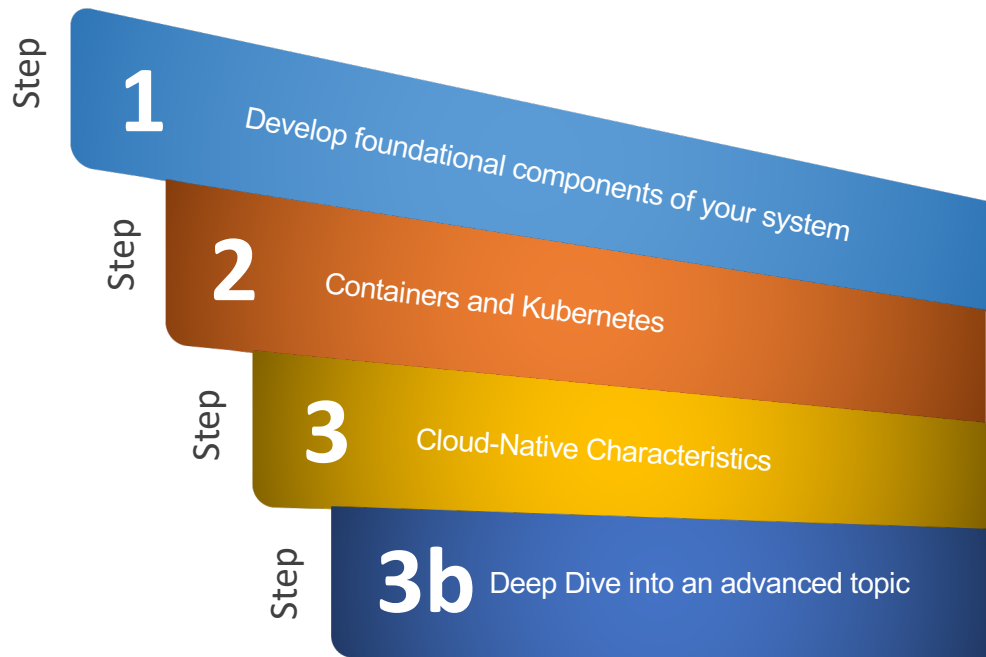 Step
1
Develop foundational components of your system
Step
2
Containers and Kubernetes
Step
3
Cloud-Native Characteristics
Step
3b
Deep Dive into an advanced topic